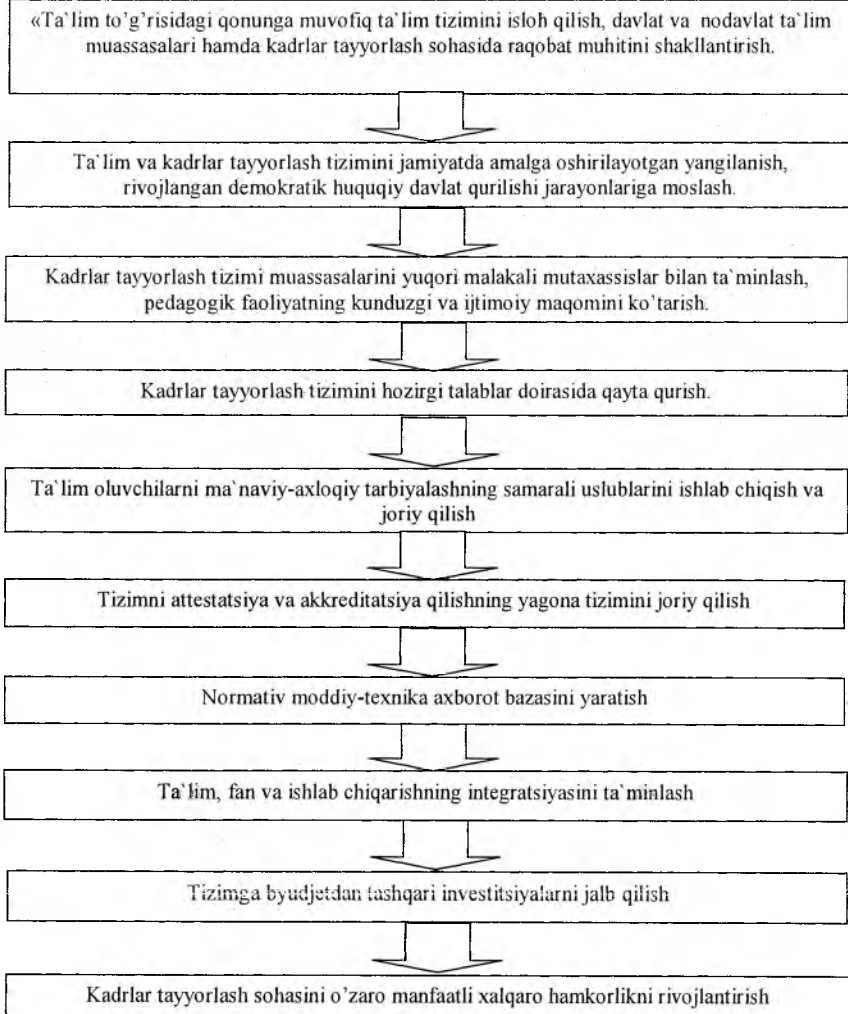 «Ta`lim to’g’risidagi qonunga muvofiq ta`lim tizimini isloh qilish, davlat va nodavlat ta`lim
muassasalari hamda kadrlar tayyorlash sohasida raqobat muhitini shakllantirish.
Ta`lim va kadrlar tayyorlash tizimini jamiyatda amalga oshirilayotgan yangilanish,
rivojlangan demokratik huquqiy davlat qurilishi jarayonlariga moslash.
Kadrlar tayyorlash tizimi muassasalarini yuqori malakali mutaxassislar bilan ta`minlash,
pedagogik faoliyatning kunduzgi va ijtimoiy maqomini ko’tarish.
Kadrlar tayyorlash tizimini hozirgi talablar doirasida qayta qurish.
Ta`lim oluvchilarni ma`naviy-axloqiy tarbiyalashning samarali uslublarini ishlab chiqish va
joriy qilish
Tizimni attestatsiya va akkreditatsiya qilishning yagona tizimini joriy qilish
Normativ moddiy-texnika axborot bazasini yaratish
Ta`lim, fan va ishlab chiqarishning integratsiyasini ta`minlash
Tizimga byudjetdan tashqari investitsiyalarni jalb qilish
Kadrlar tayyorlash sohasini o’zaro manfaatli xalqaro hamkorlikni rivojlantirish